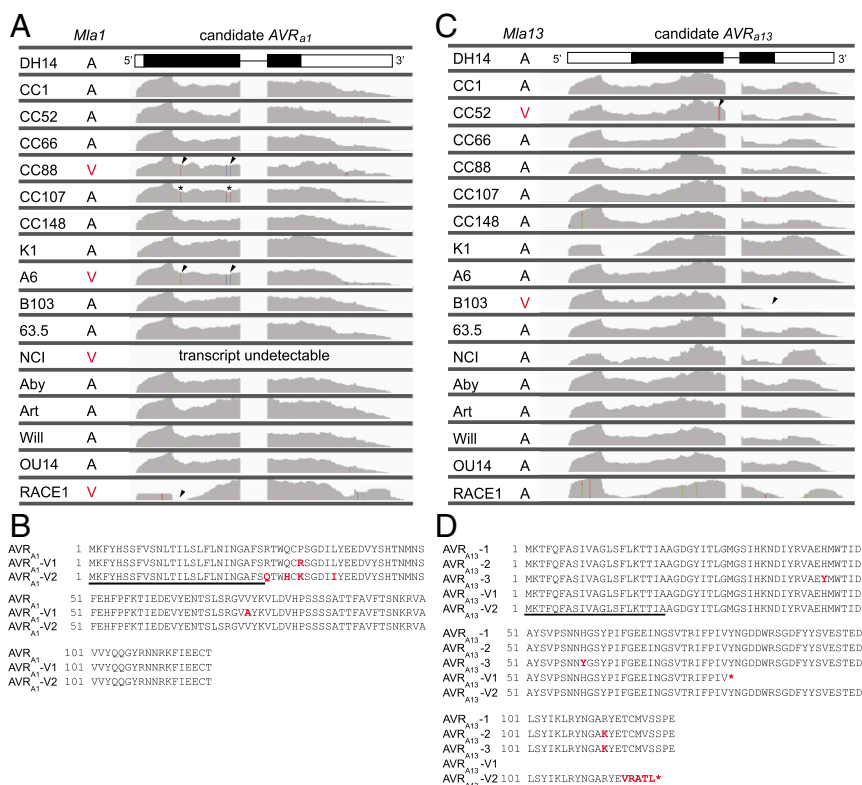 A
Mla1 candidate AVRa1
DH14 A 5' 3'
CC1 A
CC52 A
CC66 A
CC88 V
CC107 A * *
CC148 A
K1 A
A6 V
B103 A
63.5 A
NCI V transcript undetectable
Aby A
Art A
Will A
OU14 A
RACE1 V
B
AVRA1 1 MKFYHSSFVSNLTILSLFLNINGAFSRTWQCPSGDILYEEDVYSHTNMNS
AVRA1-V1 1 MKFYHSSFVSNLTILSLFLNINGAFSRTWQCRSGDILYEEDVYSHTNMNS
AVRA1-V2 1 MKFYHSSFVSNLTILSLFLNINGAFSQTWHCKSGDIIYEEDVYSHTNMNS
AVRA1 51 FEHFPFKTIEDEVYENTSLSRGVVYKVLDVHPSSSSATTFAVFTSNKRVA
AVRA1-V1 51 FEHFPFKTIEDEVYENTSLSRGVAYKVLDVHPSSSSATTFAVFTSNKRVA
AVRA1-V2 51 FEHFPFKTIEDEVYENTSLSRGVVYKVLDVHPSSSSATTFAVFTSNKRVA
AVRA1 101 VVYQQGYRNNRKFIEECT
AVRA1-V1 101 VVYQQGYRNNRKFIEECT
AVRA1-V2 101 VVYQQGYRNNRKFIEECT
C
Mla13 candidate AVRa13
DH14 A 5' 3'
CC1 A
CC52 V
CC66 A
CC88 A
CC107 A
CC148 A
K1 A
A6 A
B103 V
63.5 A
NCI A
Aby A
Art A
Will A
OU14 A
RACE1 A
D
AVRA13-1 1 MKTFQFASIVAGLSFLKTTIAAGDGYITLGMGSIHKNDIYRVAEHMWTID
AVRA13-2 1 MKTFQFASIVAGLSFLKTTIAAGDGYITLGMGSIHKNDIYRVAEHMWTID
AVRA13-3 1 MKTFQFASIVAGLSFLKTTIAAGDGYITLGMGSIHKNDIYRVAEYMWTID
AVRA13-V1 1 MKTFQFASIVAGLSFLKTTIAAGDGYITLGMGSIHKNDIYRVAEHMWTID
AVRA13-V2 1 MKTFQFASIVAGLSFLKTTIAAGDGYITLGMGSIHKNDIYRVAEHMWTID
AVRA13-1 51 AYSVPSNNHGSYPIFGEEINGSVTRIFPIVYNGDDWRSGDFYYSVESTED
AVRA13-2 51 AYSVPSNNHGSYPIFGEEINGSVTRIFPIVYNGDDWRSGDFYYSVESTED
AVRA13-3 51 AYSVPSNNYGSYPIFGEEINGSVTRIFPIVYNGDDWRSGDFYYSVESTED
AVRA13-V1 51 AYSVPSNNHGSYPIFGEEINGSVTRIFPIV*
AVRA13-V2 51 AYSVPSNNHGSYPIFGEEINGSVTRIFPIVYNGDDWRSGDFYYSVESTED
AVRA13-1 101 LSYIKLRYNGARYETCMVSSPE
AVRA13-2 101 LSYIKLRYNGAKYETCMVSSPE
AVRA13-3 101 LSYIKLRYNGAKYETCMVSSPE
AVRA13-V1
AVRA13-V2 101 LSYIKLRYNGARYEVRATL*